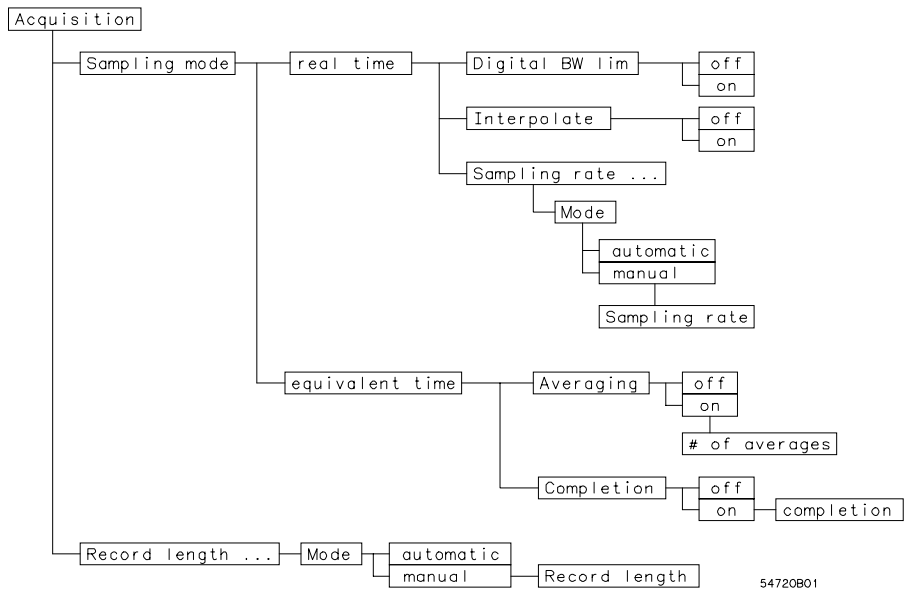 Acquisition
Sampling mode
real time
Digital BW lim
off
on
Interpolate
off
on
Sampling rate ...
Mode
automatic
manual
Sampling rate
equivalent time
Averaging
off
on
# of averages
Completion
off
on
completion
Record length ...
Mode
automatic
manual
Record length
54720B01